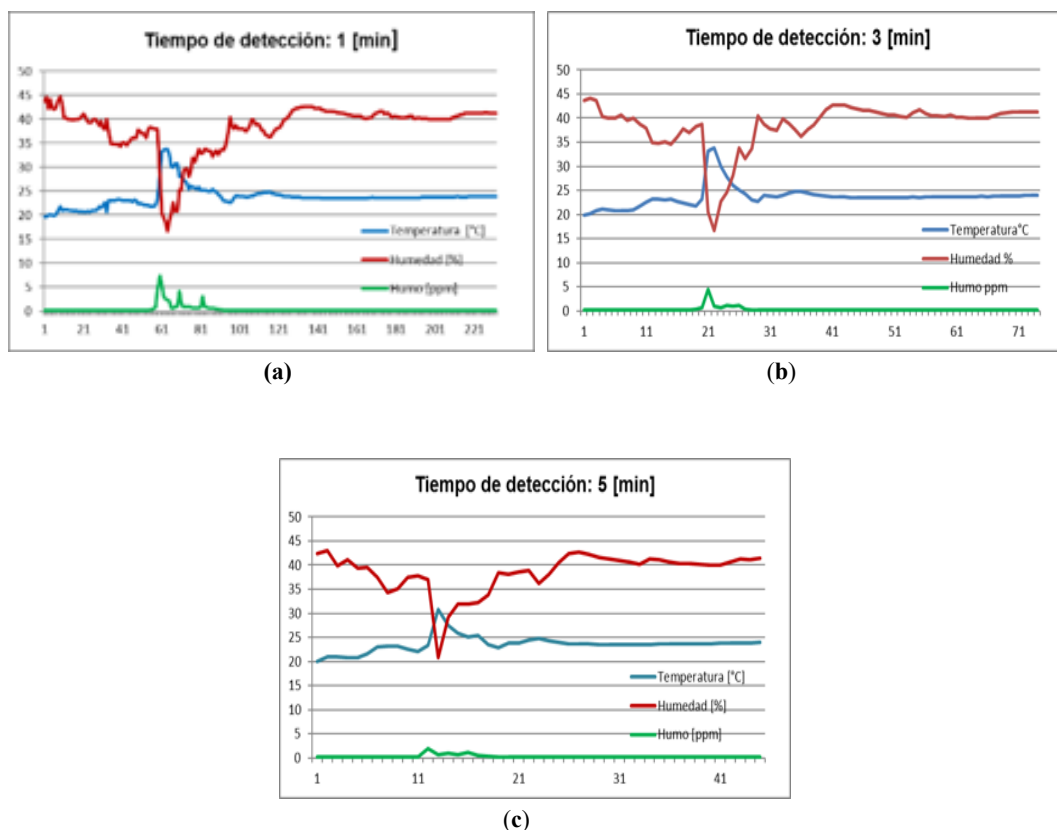 Tiempo de detección: 1 [min]
50
45
40
35
30
25
20
15
10
5
0
Temperatura [°C]
Humedad [%]
Humo [ppm]
1 21 41 61 81 101 121 141 161 181 201 221
(a)
Tiempo de detección: 3 [min]
50
45
40
35
30
25
20
15
10
5
0
Temperatura°C
Humedad %
Humo ppm
1 11 21 31 41 51 61 71
(b)
Tiempo de detección: 5 [min]
50
45
40
35
30
25
20
15
10
5
0
Temperatura [°C]
Humedad [%]
Humo [ppm]
1 11 21 31 41
(c)